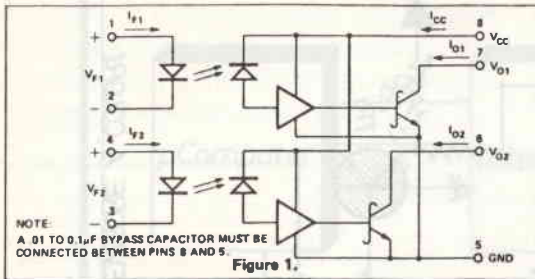 1
+
I_F1
V_F1
−
2
4
+
I_F2
V_F2
−
3
I_CC
8
V_CC
I_O1
7
V_O1
I_O2
6
V_O2
5
GND
NOTE:
A .01 TO 0.1µF BYPASS CAPACITOR MUST BE
CONNECTED BETWEEN PINS 8 AND 5.
Figure 1.